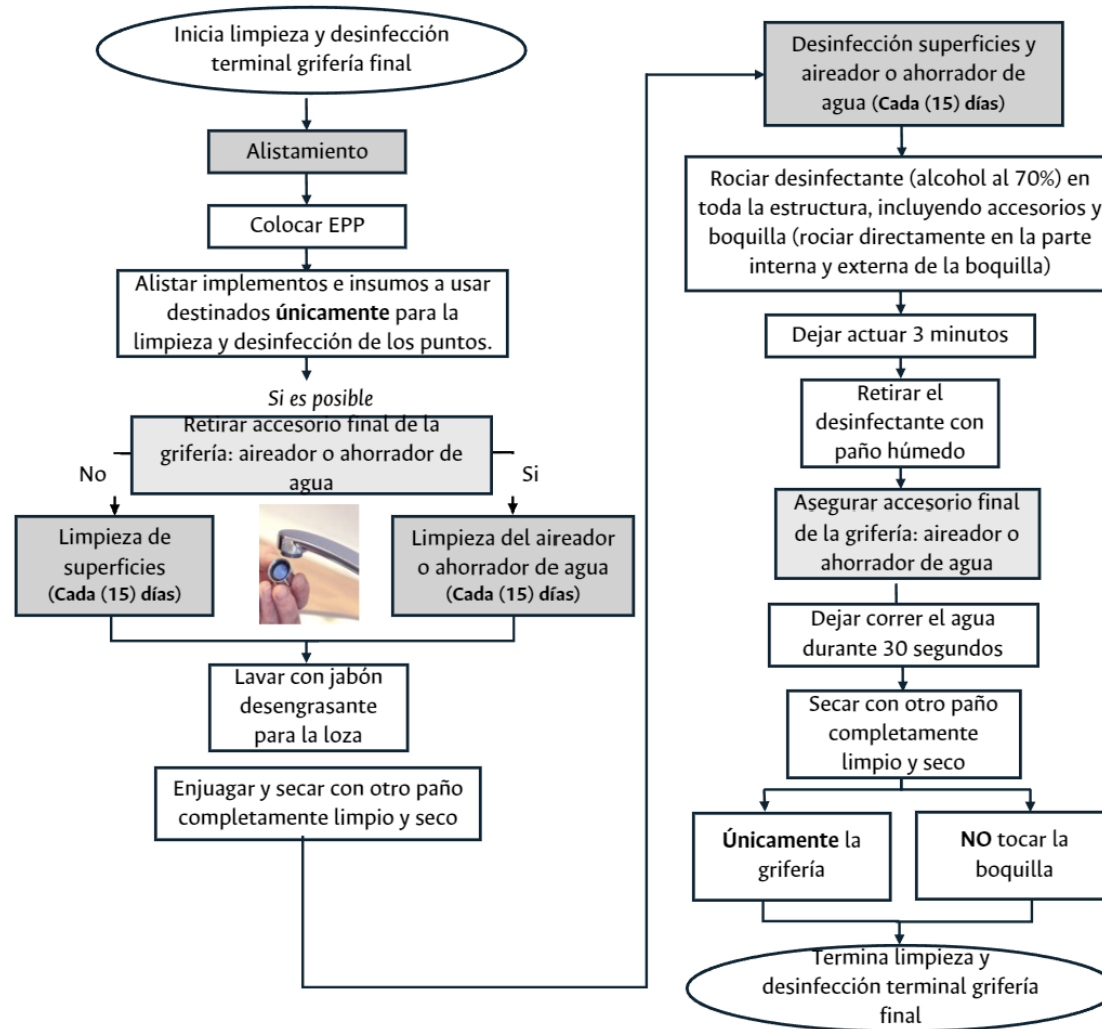 Inicia limpieza y desinfección
terminal grifería final
Alistamiento
Colocar EPP
Alistar implementos e insumos a usar
destinados únicamente para la
limpieza y desinfección de los puntos.
Si es posible
Retirar accesorio final de la
grifería: aireador o ahorrador de
agua
No
Si
Limpieza de
superficies
(Cada (15) días)
Limpieza del aireador
o ahorrador de agua
(Cada (15) días)
Lavar con jabón
desengrasante
para la loza
Enjuagar y secar con otro paño
completamente limpio y seco
Desinfección superficies y
aireador o ahorrador de
agua (Cada (15) días)
Rociar desinfectante (alcohol al 70%) en
toda la estructura, incluyendo accesorios y
boquilla (rociar directamente en la parte
interna y externa de la boquilla)
Dejar actuar 3 minutos
Retirar el
desinfectante con
paño húmedo
Asegurar accesorio final
de la grifería: aireador o
ahorrador de agua
Dejar correr el agua
durante 30 segundos
Secar con otro paño
completamente
limpio y seco
Únicamente la
grifería
NO tocar la
boquilla
Termina limpieza y
desinfección terminal grifería
final